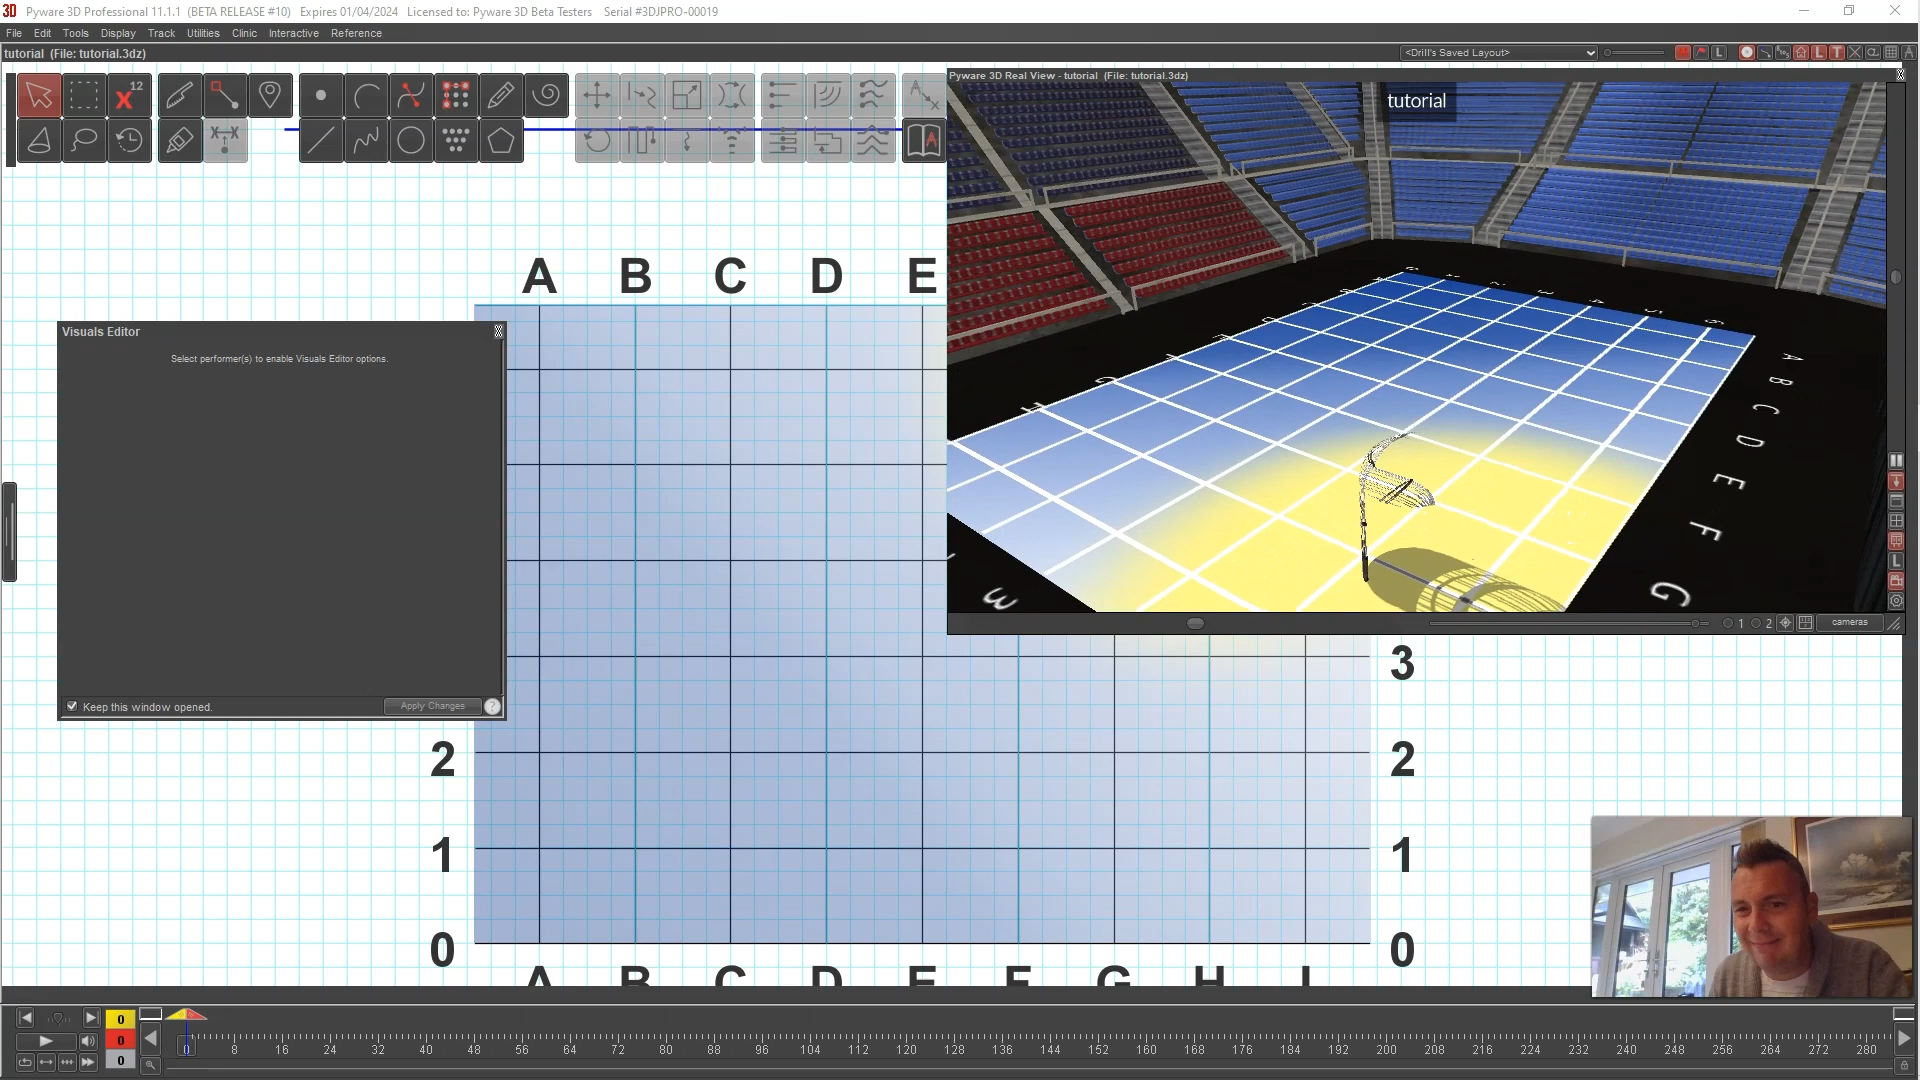 3D Pyware 3D Professional 11.1.1 (BETA RELEASE #10) Expires 01/04/2024 Licensed to: Pyware 3D Beta Testers Serial #3DJPRO-00019
File Edit Tools Display Track Utilities Clinic Interactive Reference
tutorial (File: tutorial.3dz)
<Drill's Saved Layout>
L
L T
A
Pyware 3D Real View - tutorial (File: tutorial.3dz)
tutorial
X 12
A
X
X X
A
A B C D E
Visuals Editor
Select performer(s) to enable Visuals Editor options.
Keep this window opened.
Apply Changes
?
A
B
C
D
E
F
G
3
L
1 2 cameras
3
2 2
1 1
0 0
A B C D E F G H I
0
0
0
0 8 16 24 32 40 48 56 64 72 80 88 96 104 112 120 128 136 144 152 160 168 176 184 192 200 208 216 224 232 240 248 256 264 272 280